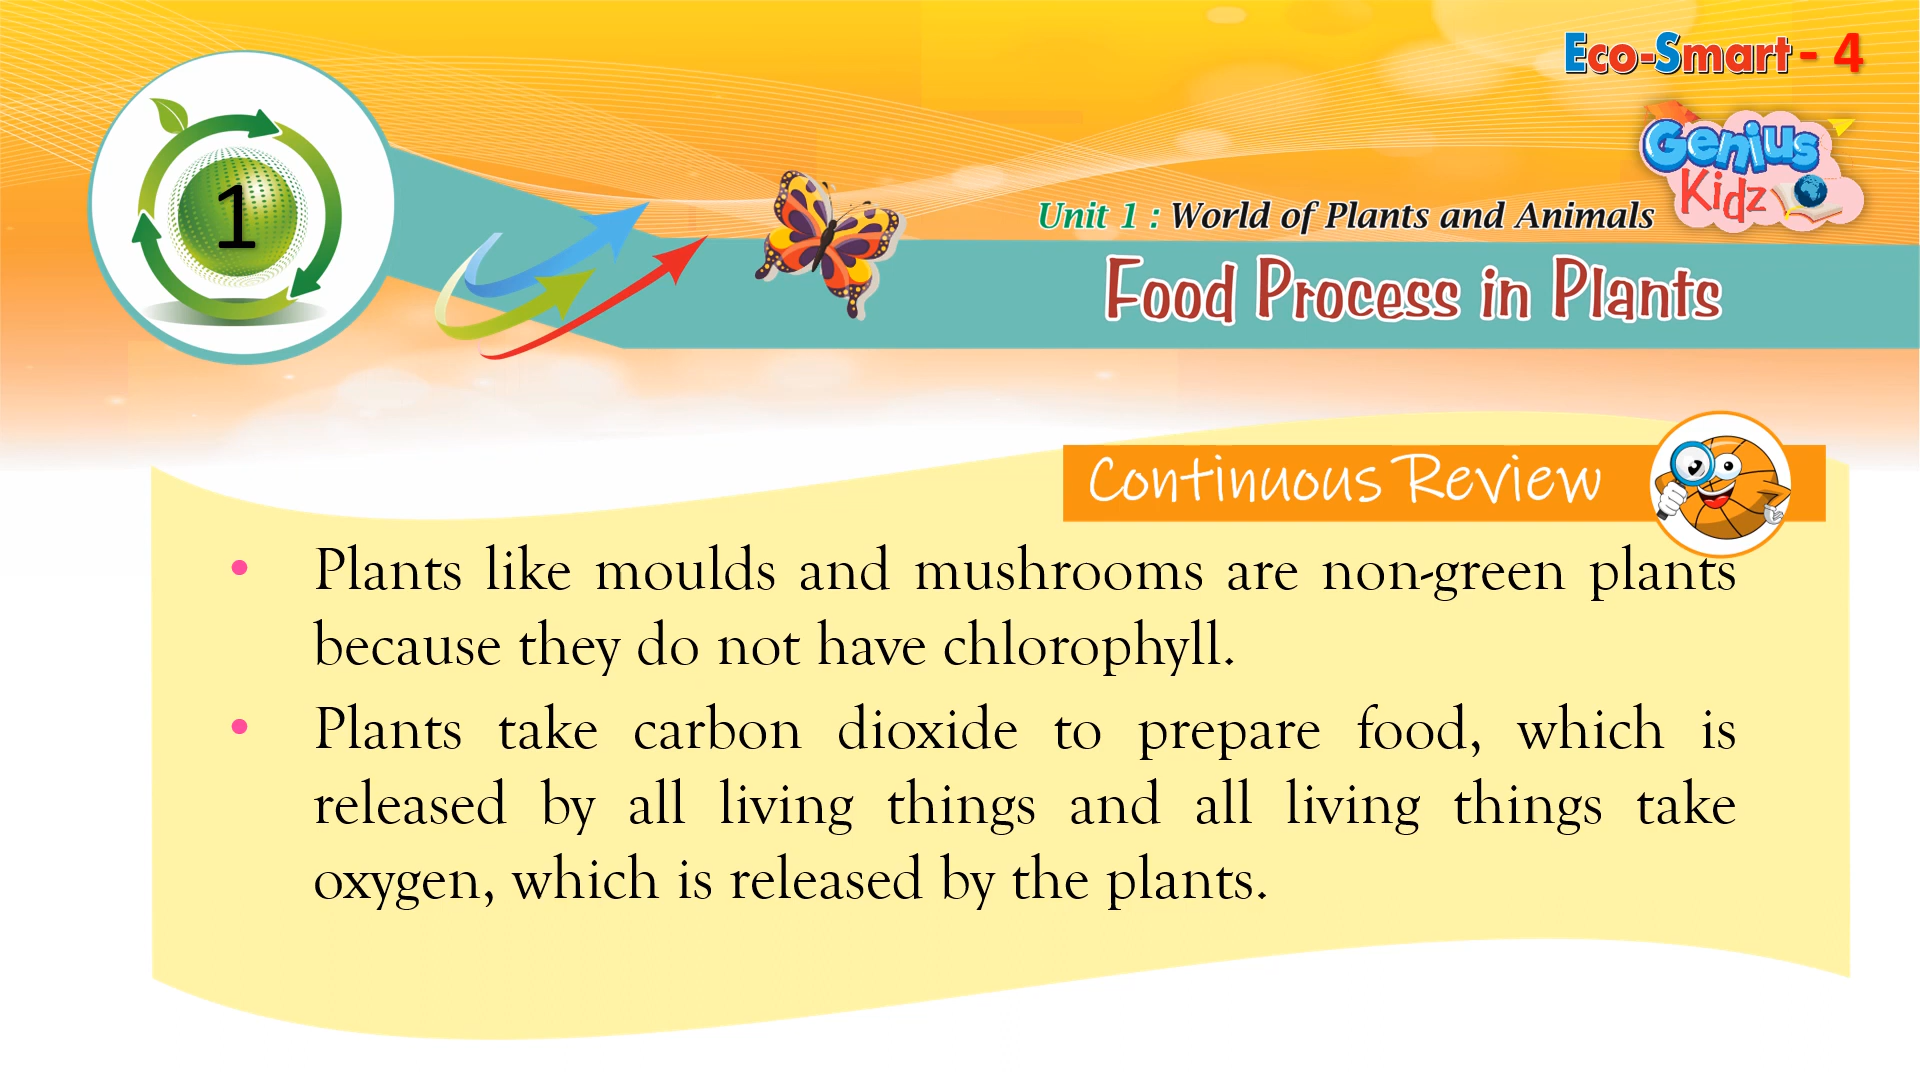 Eco-Smart - 4
Genius
Kidz
1
Unit 1 : World of Plants and Animals
Food Process in Plants
Continuous Review
• Plants like moulds and mushrooms are non-green plants
because they do not have chlorophyll.
• Plants take carbon dioxide to prepare food, which is
released by all living things and all living things take
oxygen, which is released by the plants.